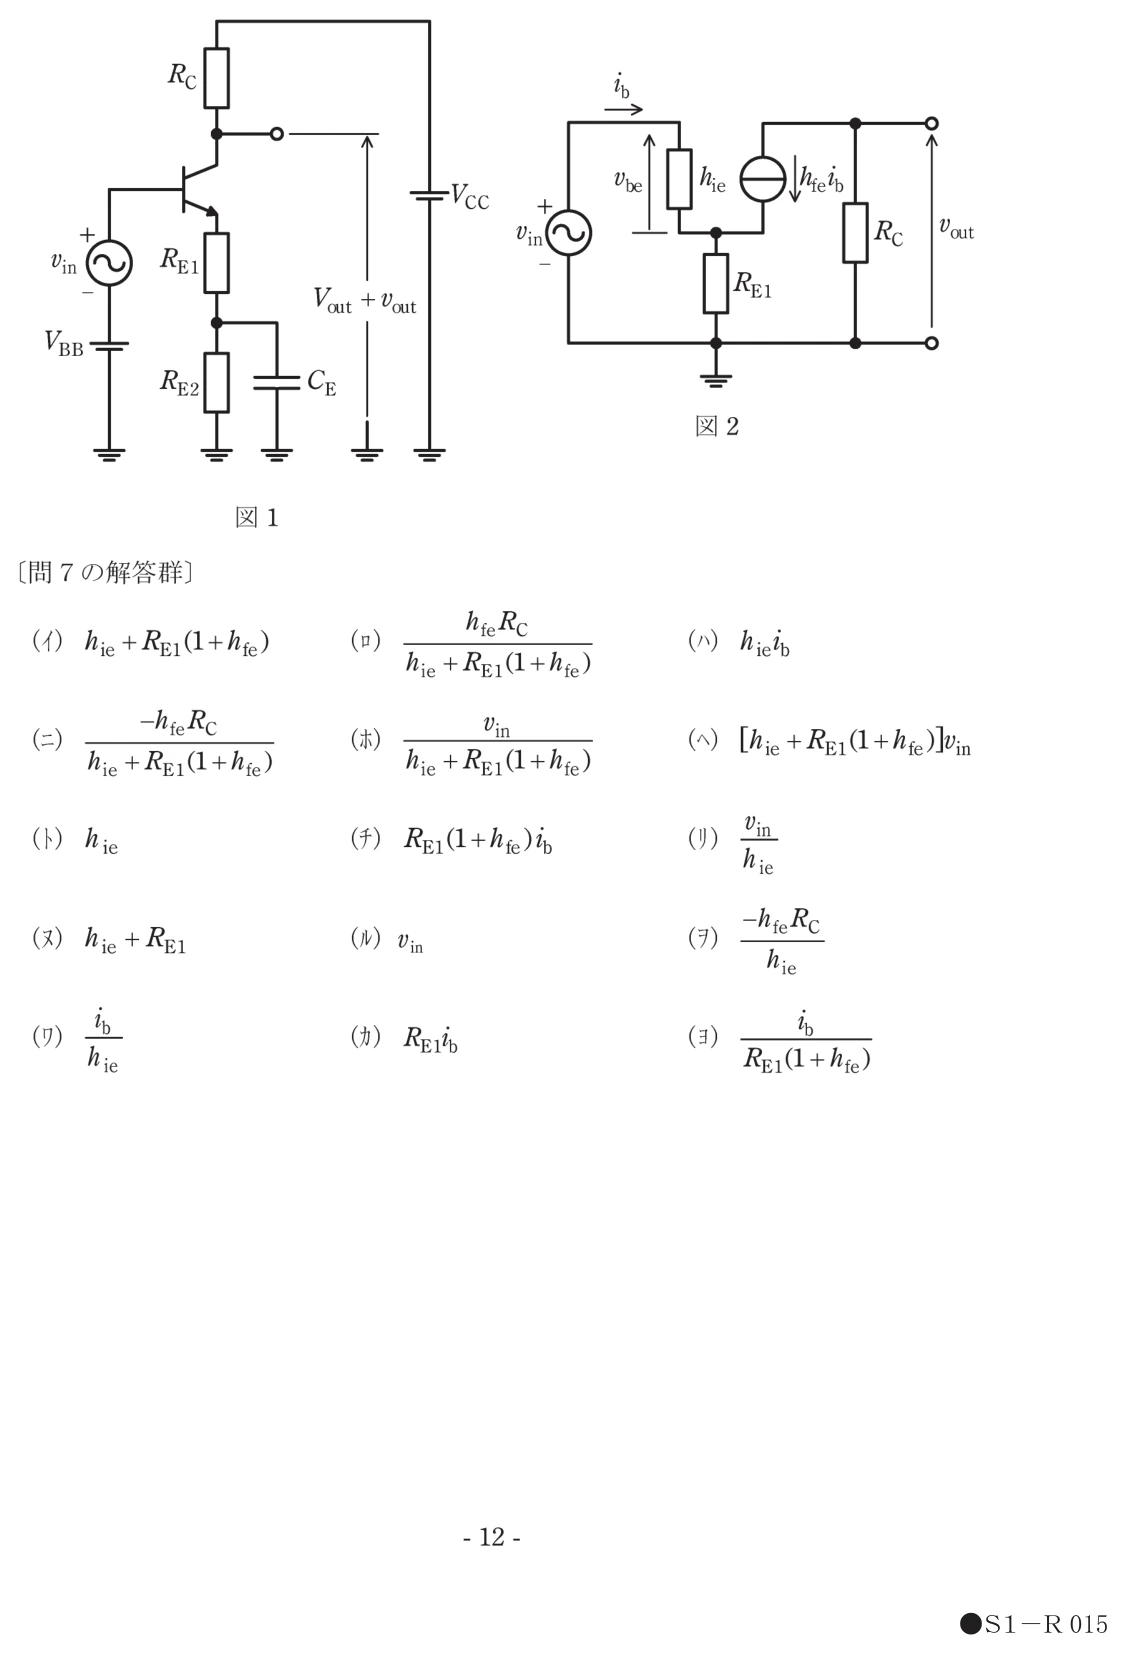 R_C
V_CC
v_in
+
−
V_BB
R_E1
R_E2
C_E
V_out + v_out
図 1
i_b
+
v_in
−
v_be
h_ie
h_fe i_b
R_E1
R_C
v_out
図 2
〔問 7 の解答群〕
(イ) h_ie + R_E1(1+h_fe) (ロ) h_fe R_C / (h_ie + R_E1(1+h_fe)) (ハ) h_ie i_b
(ニ) −h_fe R_C / (h_ie + R_E1(1+h_fe)) (ホ) v_in / (h_ie + R_E1(1+h_fe)) (ヘ) [h_ie + R_E1(1+h_fe)]v_in
(ト) h_ie (チ) R_E1(1+h_fe) i_b (リ) v_in / h_ie
(ヌ) h_ie + R_E1 (ル) v_in (ヲ) −h_fe R_C / h_ie
(ワ) i_b / h_ie (カ) R_E1 i_b (ヨ) i_b / (R_E1(1+h_fe))
- 12 -
●S1－R 015